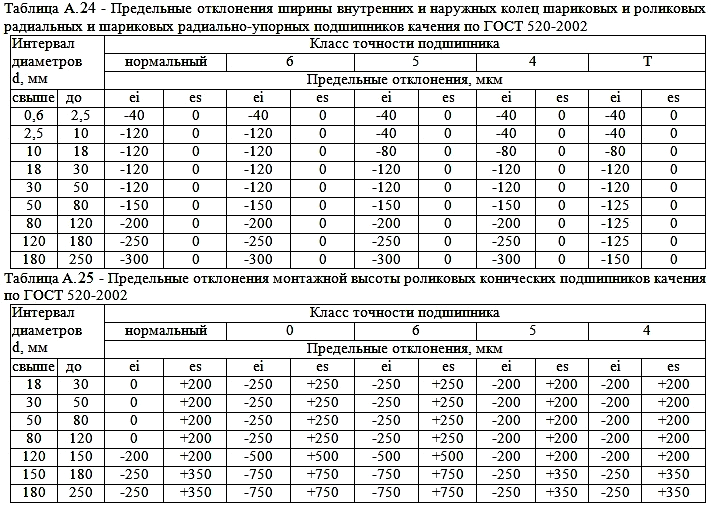 Таблица А.24 - Предельные отклонения ширины внутренних и наружных колец шариковых и роликовых
радиальных и шариковых радиально-упорных подшипников качения по ГОСТ 520-2002
Интервал диаметров d, мм Класс точности подшипника
нормальный 6 5 4 Т
Предельные отклонения, мкм
свыше до ei es ei es ei es ei es ei es
0,6 2,5 -40 0 -40 0 -40 0 -40 0 -40 0
2,5 10 -120 0 -120 0 -40 0 -40 0 -40 0
10 18 -120 0 -120 0 -80 0 -80 0 -80 0
18 30 -120 0 -120 0 -120 0 -120 0 -120 0
30 50 -120 0 -120 0 -120 0 -120 0 -120 0
50 80 -150 0 -150 0 -150 0 -150 0 -125 0
80 120 -200 0 -200 0 -200 0 -200 0 -125 0
120 180 -250 0 -250 0 -250 0 -250 0 -125 0
180 250 -300 0 -300 0 -300 0 -300 0 -150 0
Таблица А.25 - Предельные отклонения монтажной высоты роликовых конических подшипников качения
по ГОСТ 520-2002
Интервал диаметров d, мм Класс точности подшипника
нормальный 0 6 5 4
Предельные отклонения, мкм
свыше до ei es ei es ei es ei es ei es
18 30 0 +200 -250 +250 -250 +250 -200 +200 -200 +200
30 50 0 +200 -250 +250 -250 +250 -200 +200 -200 +200
50 80 0 +200 -250 +250 -250 +250 -200 +200 -200 +200
80 120 0 +200 -250 +250 -250 +250 -200 +200 -200 +200
120 150 -200 +200 -500 +500 -500 +500 -200 +200 -200 +200
150 180 -250 +350 -750 +750 -750 +750 -250 +350 -250 +350
180 250 -250 +350 -750 +750 -750 +750 -250 +350 -250 +350